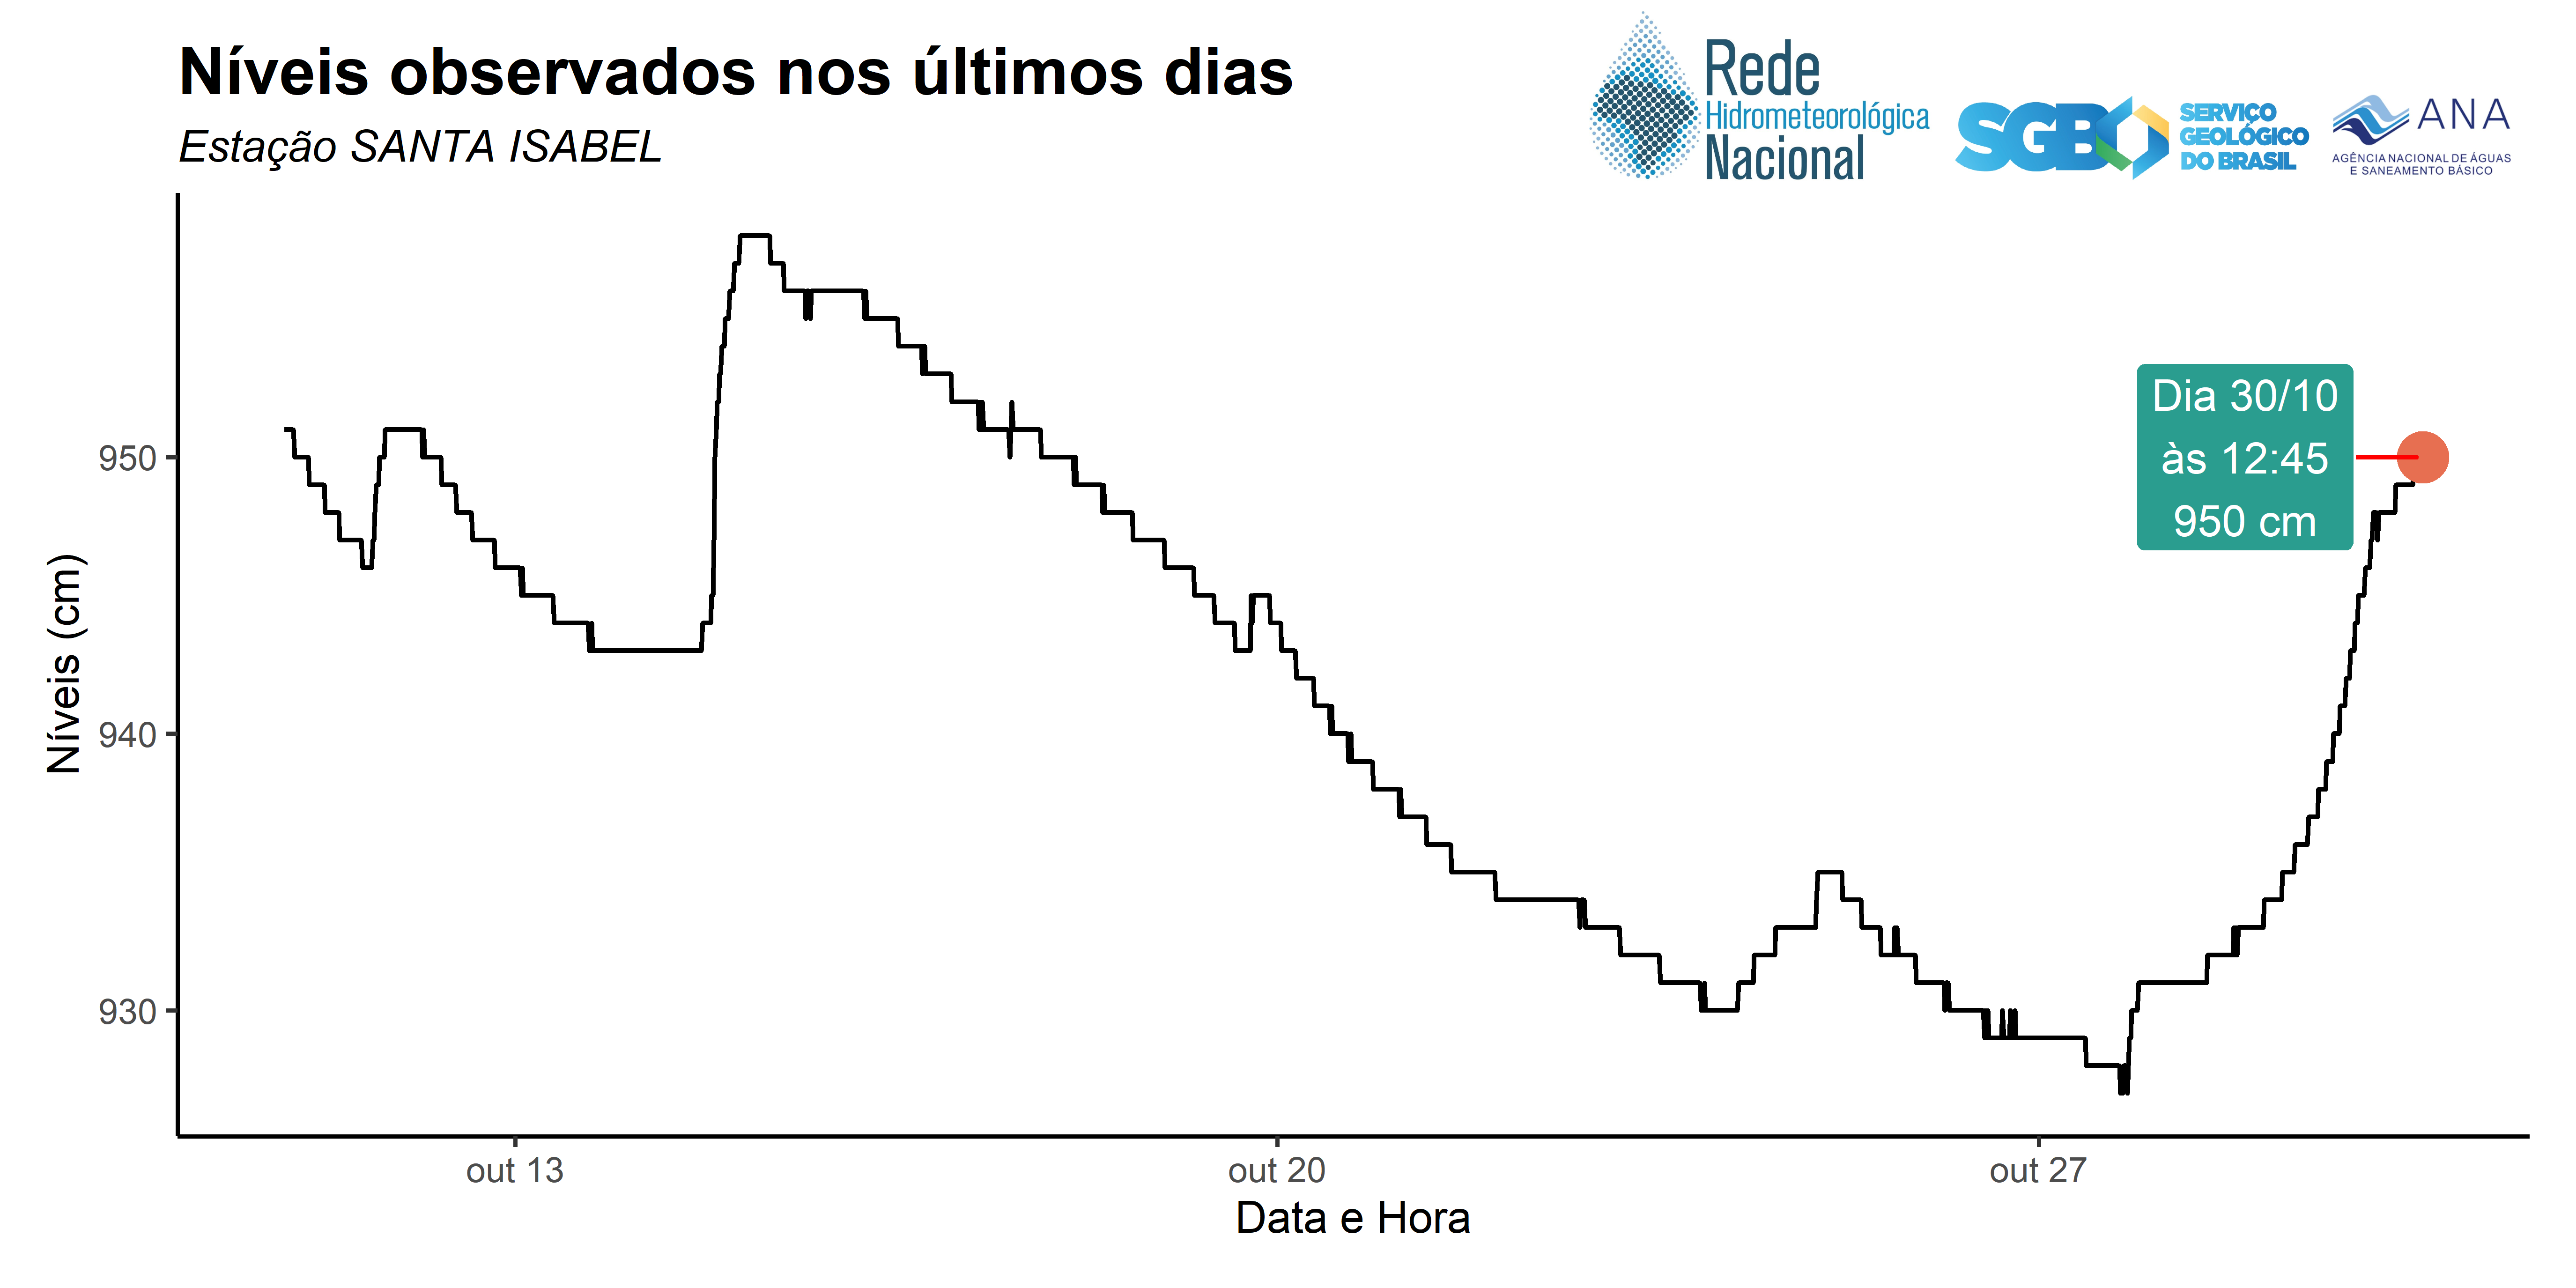 Níveis observados nos últimos dias
Estação SANTA ISABEL
Rede
Hidrometeorológica
Nacional
SGB
SERVIÇO
GEOLÓGICO
DO BRASIL
ANA
AGÊNCIA NACIONAL DE ÁGUAS
E SANEAMENTO BÁSICO
Níveis (cm)
950
940
930
Dia 30/10
às 12:45
950 cm
out 13
out 20
out 27
Data e Hora